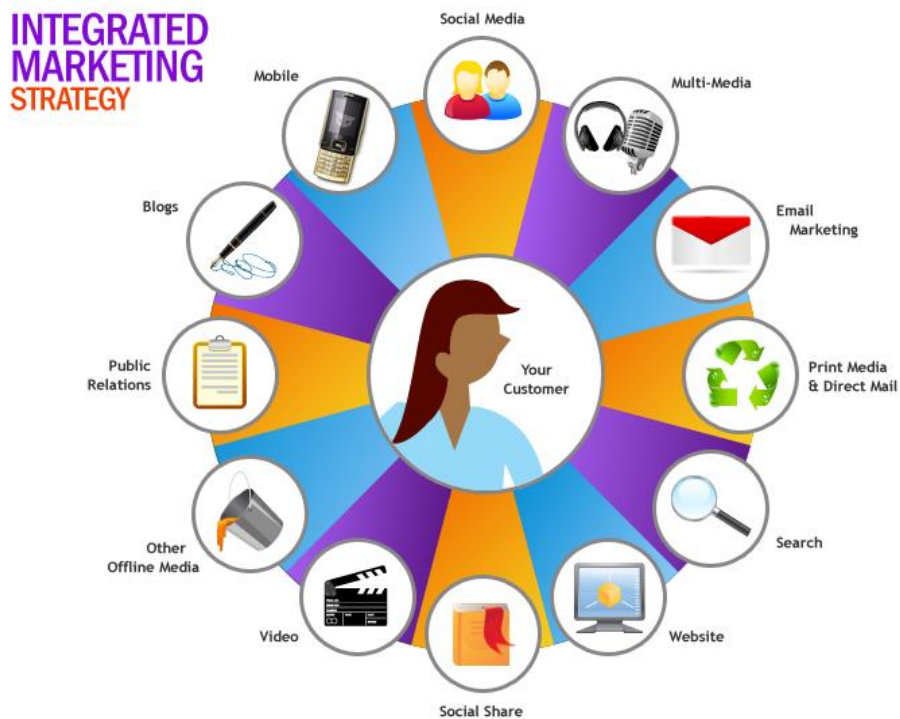 INTEGRATED
MARKETING
STRATEGY
Social Media
Mobile
Multi-Media
Blogs
Email
Marketing
Public
Relations
Your
Customer
Print Media
& Direct Mail
Other
Offline Media
Search
Video
Website
Social Share